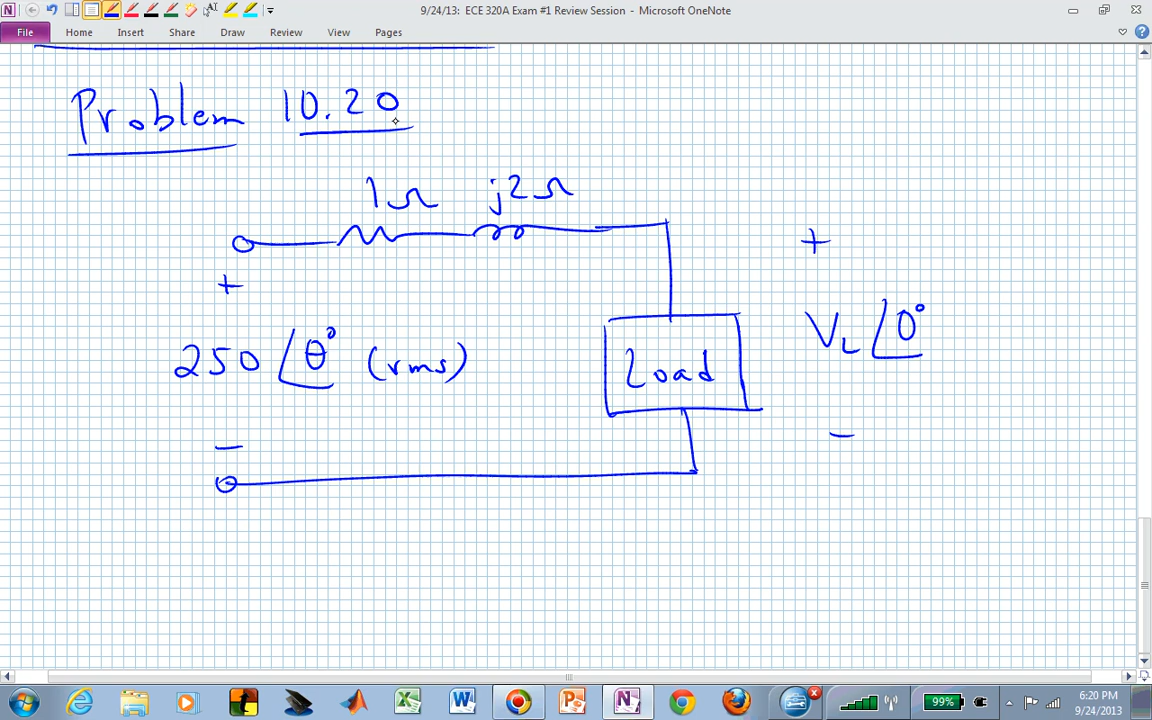 9/24/13: ECE 320A Exam #1 Review Session - Microsoft OneNote
File Home Insert Share Draw Review View Pages
Problem 10.20
1Ω j2Ω
+ +
250 ∠θ° (rms) Load V_L ∠0°
− −
99%
6:20 PM
9/24/2013